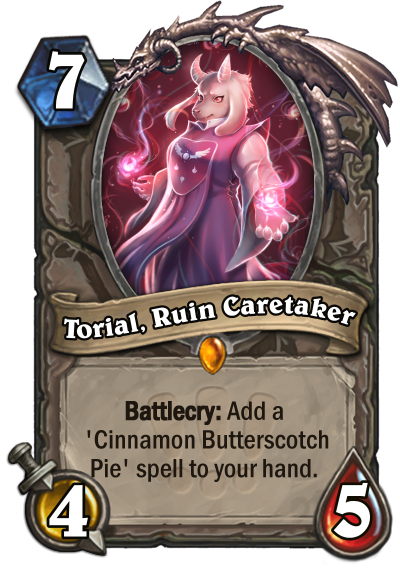 7
Torial, Ruin Caretaker
Battlecry: Add a
'Cinnamon Butterscotch
Pie' spell to your hand.
4
5